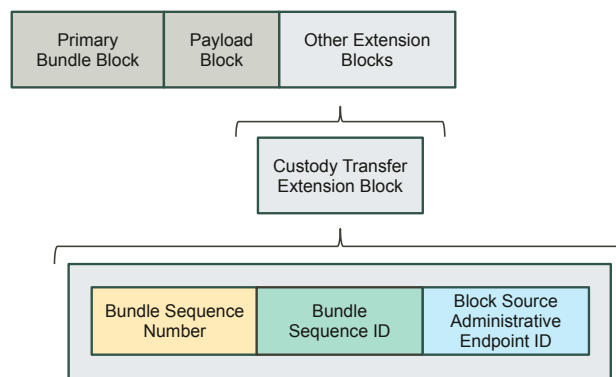 Primary
Bundle Block
Payload
Block
Other Extension
Blocks
Custody Transfer
Extension Block
Bundle Sequence
Number
Bundle
Sequence ID
Block Source
Administrative
Endpoint ID